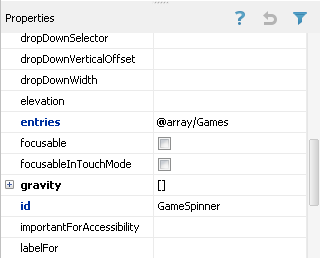 Properties
dropDownSelector
dropDownVerticalOffset
dropDownWidth
elevation
entries @array/Games
focusable
focusableInTouchMode
gravity []
id GameSpinner
importantForAccessibility
labelFor